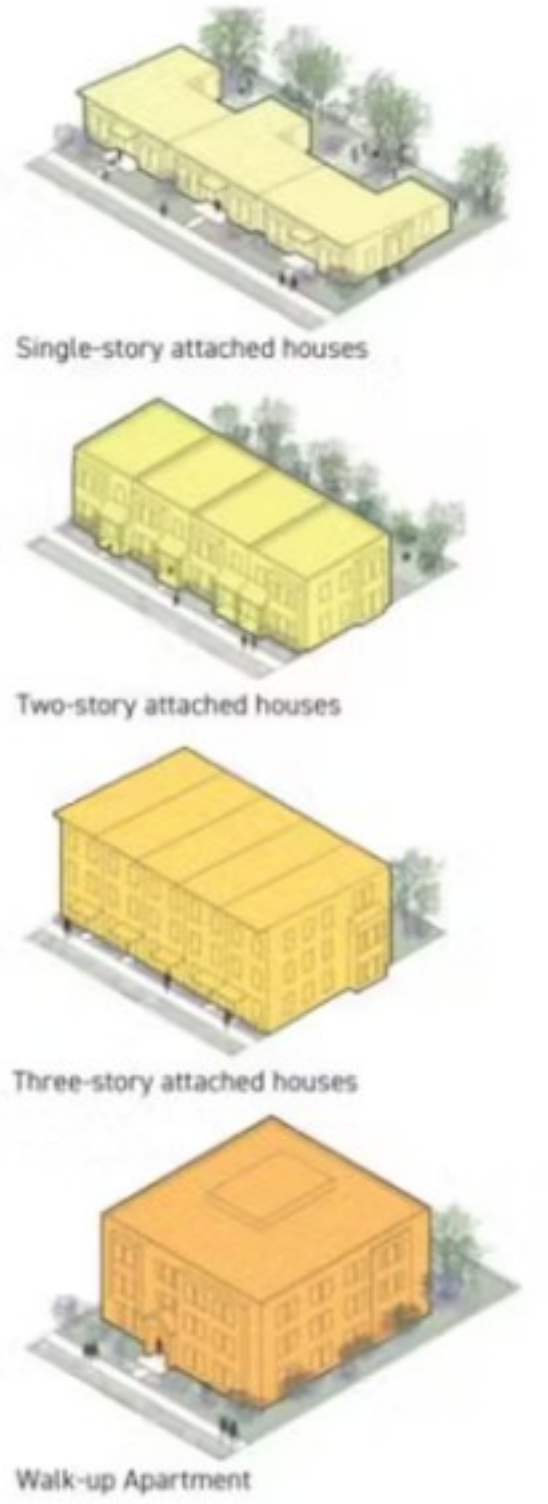 Single-story attached houses
Two-story attached houses
Three-story attached houses
Walk-up Apartment